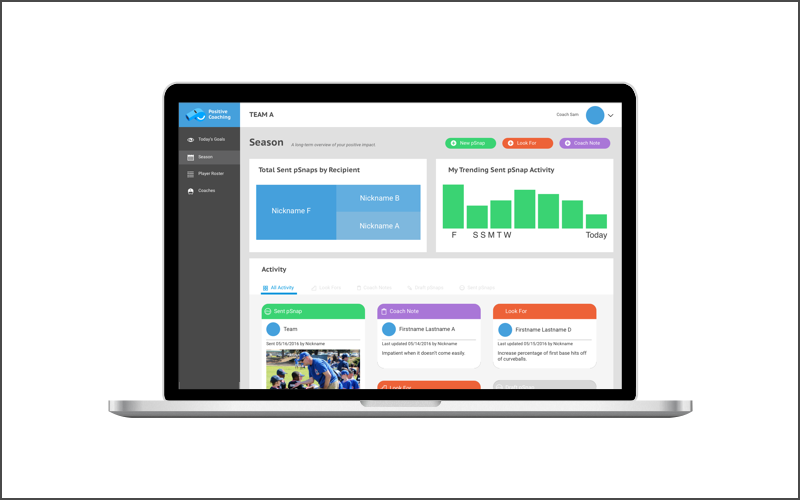 Positive
Coaching
TEAM A
Coach Sam
Today's Goals
Season
Player Roster
Coaches
Season
A long-term overview of your positive impact
New pSnap
Look For
Coach Note
Total Sent pSnaps by Recipient
Nickname F
Nickname B
Nickname A
My Trending Sent pSnap Activity
F S S M T W Today
Activity
All Activity
Look Fors
Coach Notes
Sent pSnap
Team
Sent 05/16/2016 by Nickname
Coach Note
Firstname Lastname A
Last updated 05/14/2016 by Nickname
Impatient when it doesn't come easily
Look For
Firstname Lastname D
Last updated 05/15/2016 by Nickname
Increase percentage of first base hits off
of curveballs.
Look For